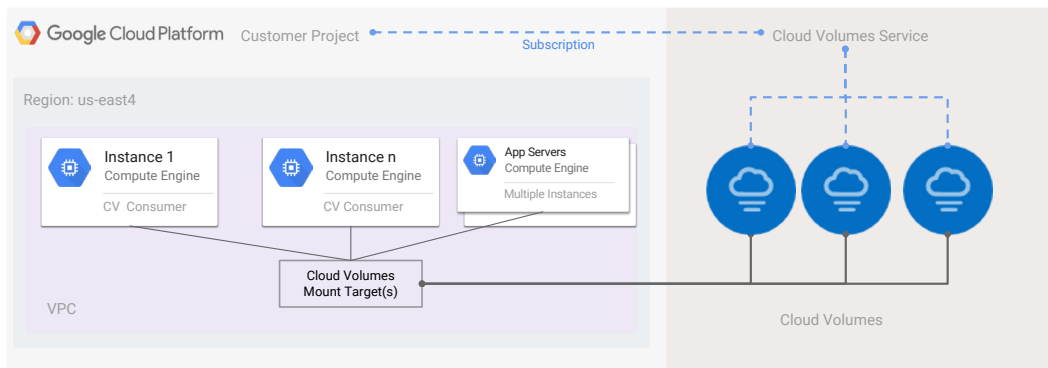 Google Cloud Platform
Customer Project
Subscription
Cloud Volumes Service
Region: us-east4
Instance 1
Compute Engine
CV Consumer
Instance n
Compute Engine
CV Consumer
App Servers
Compute Engine
Multiple Instances
Cloud Volumes
Mount Target(s)
VPC
Cloud Volumes